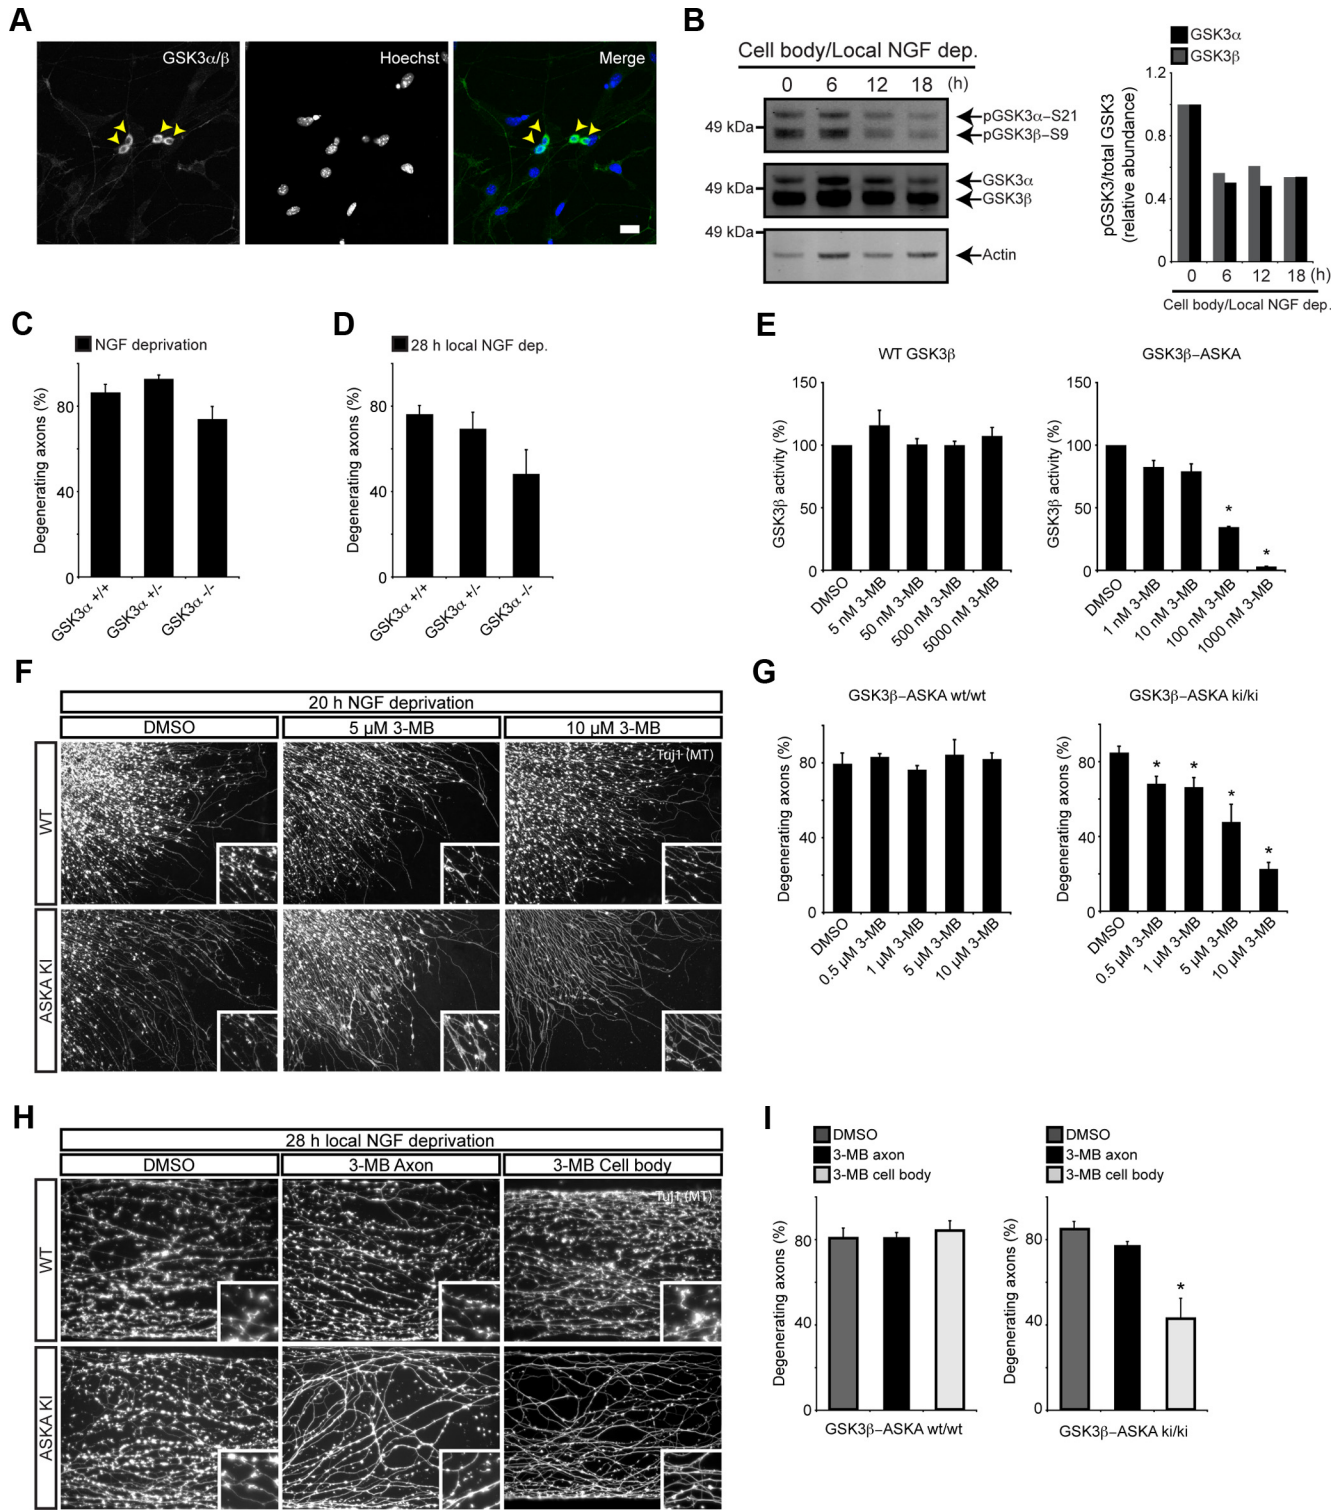 A
GSK3α/β
Hoechst
Merge
B
Cell body/Local NGF dep.
0 6 12 18 (h)
49 kDa
pGSK3α–S21
pGSK3β–S9
49 kDa
GSK3α
GSK3β
49 kDa
Actin
GSK3α
GSK3β
pGSK3/total GSK3
(relative abundance)
1.2
0.8
0.4
0
0 6 12 18 (h)
Cell body/Local NGF dep.
C
NGF deprivation
Degenerating axons (%)
80
40
0
GSK3α +/+
GSK3α +/-
GSK3α -/-
D
28 h local NGF dep.
Degenerating axons (%)
80
40
0
GSK3α +/+
GSK3α +/-
GSK3α -/-
E
WT GSK3β
GSK3β activity (%)
150
100
50
0
DMSO
5 nM 3-MB
50 nM 3-MB
500 nM 3-MB
5000 nM 3-MB
GSK3β–ASKA
GSK3β activity (%)
150
100
50
0
*
*
DMSO
1 nM 3-MB
10 nM 3-MB
100 nM 3-MB
1000 nM 3-MB
F
20 h NGF deprivation
DMSO
5 µM 3-MB
10 µM 3-MB
WT
Tuj1 (MT)
ASKA KI
G
GSK3β–ASKA wt/wt
Degenerating axons (%)
80
40
0
DMSO
0.5 µM 3-MB
1 µM 3-MB
5 µM 3-MB
10 µM 3-MB
GSK3β–ASKA ki/ki
Degenerating axons (%)
80
40
0
*
*
*
*
DMSO
0.5 µM 3-MB
1 µM 3-MB
5 µM 3-MB
10 µM 3-MB
H
28 h local NGF deprivation
DMSO
3-MB Axon
3-MB Cell body
WT
Tuj1 (MT)
ASKA KI
I
DMSO
3-MB axon
3-MB cell body
Degenerating axons (%)
80
40
0
GSK3β–ASKA wt/wt
DMSO
3-MB axon
3-MB cell body
Degenerating axons (%)
80
40
0
*
GSK3β–ASKA ki/ki